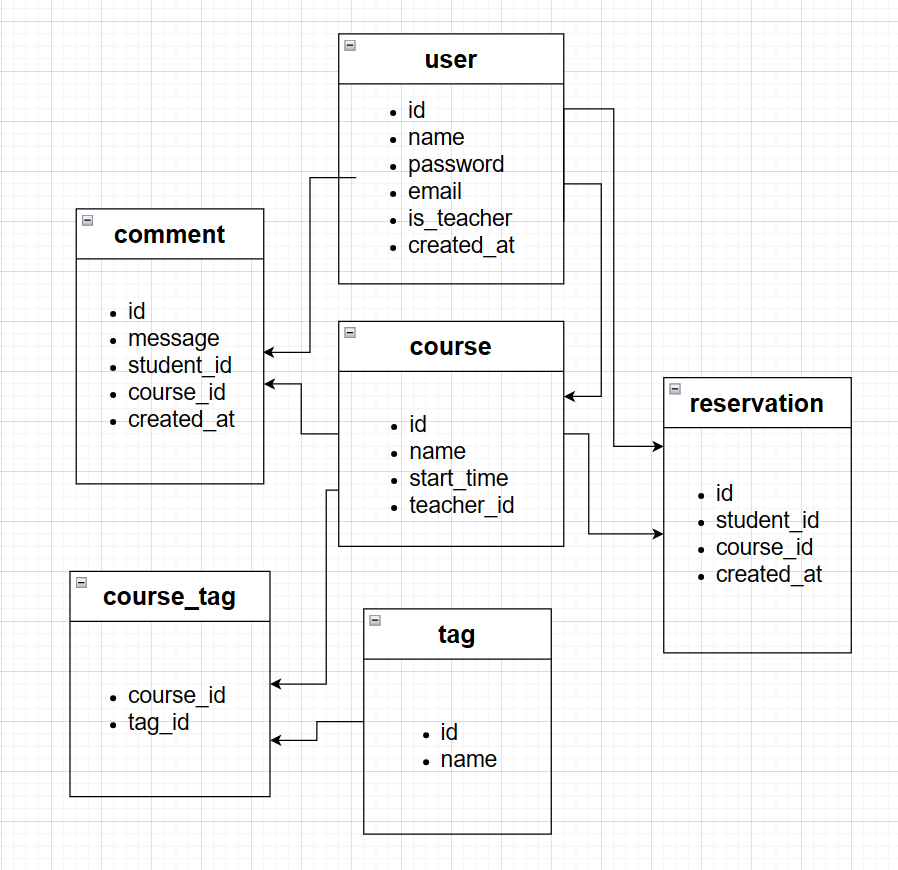 user
id
name
password
email
is_teacher
created_at
comment
id
message
student_id
course_id
created_at
course
id
name
start_time
teacher_id
reservation
id
student_id
course_id
created_at
course_tag
course_id
tag_id
tag
id
name